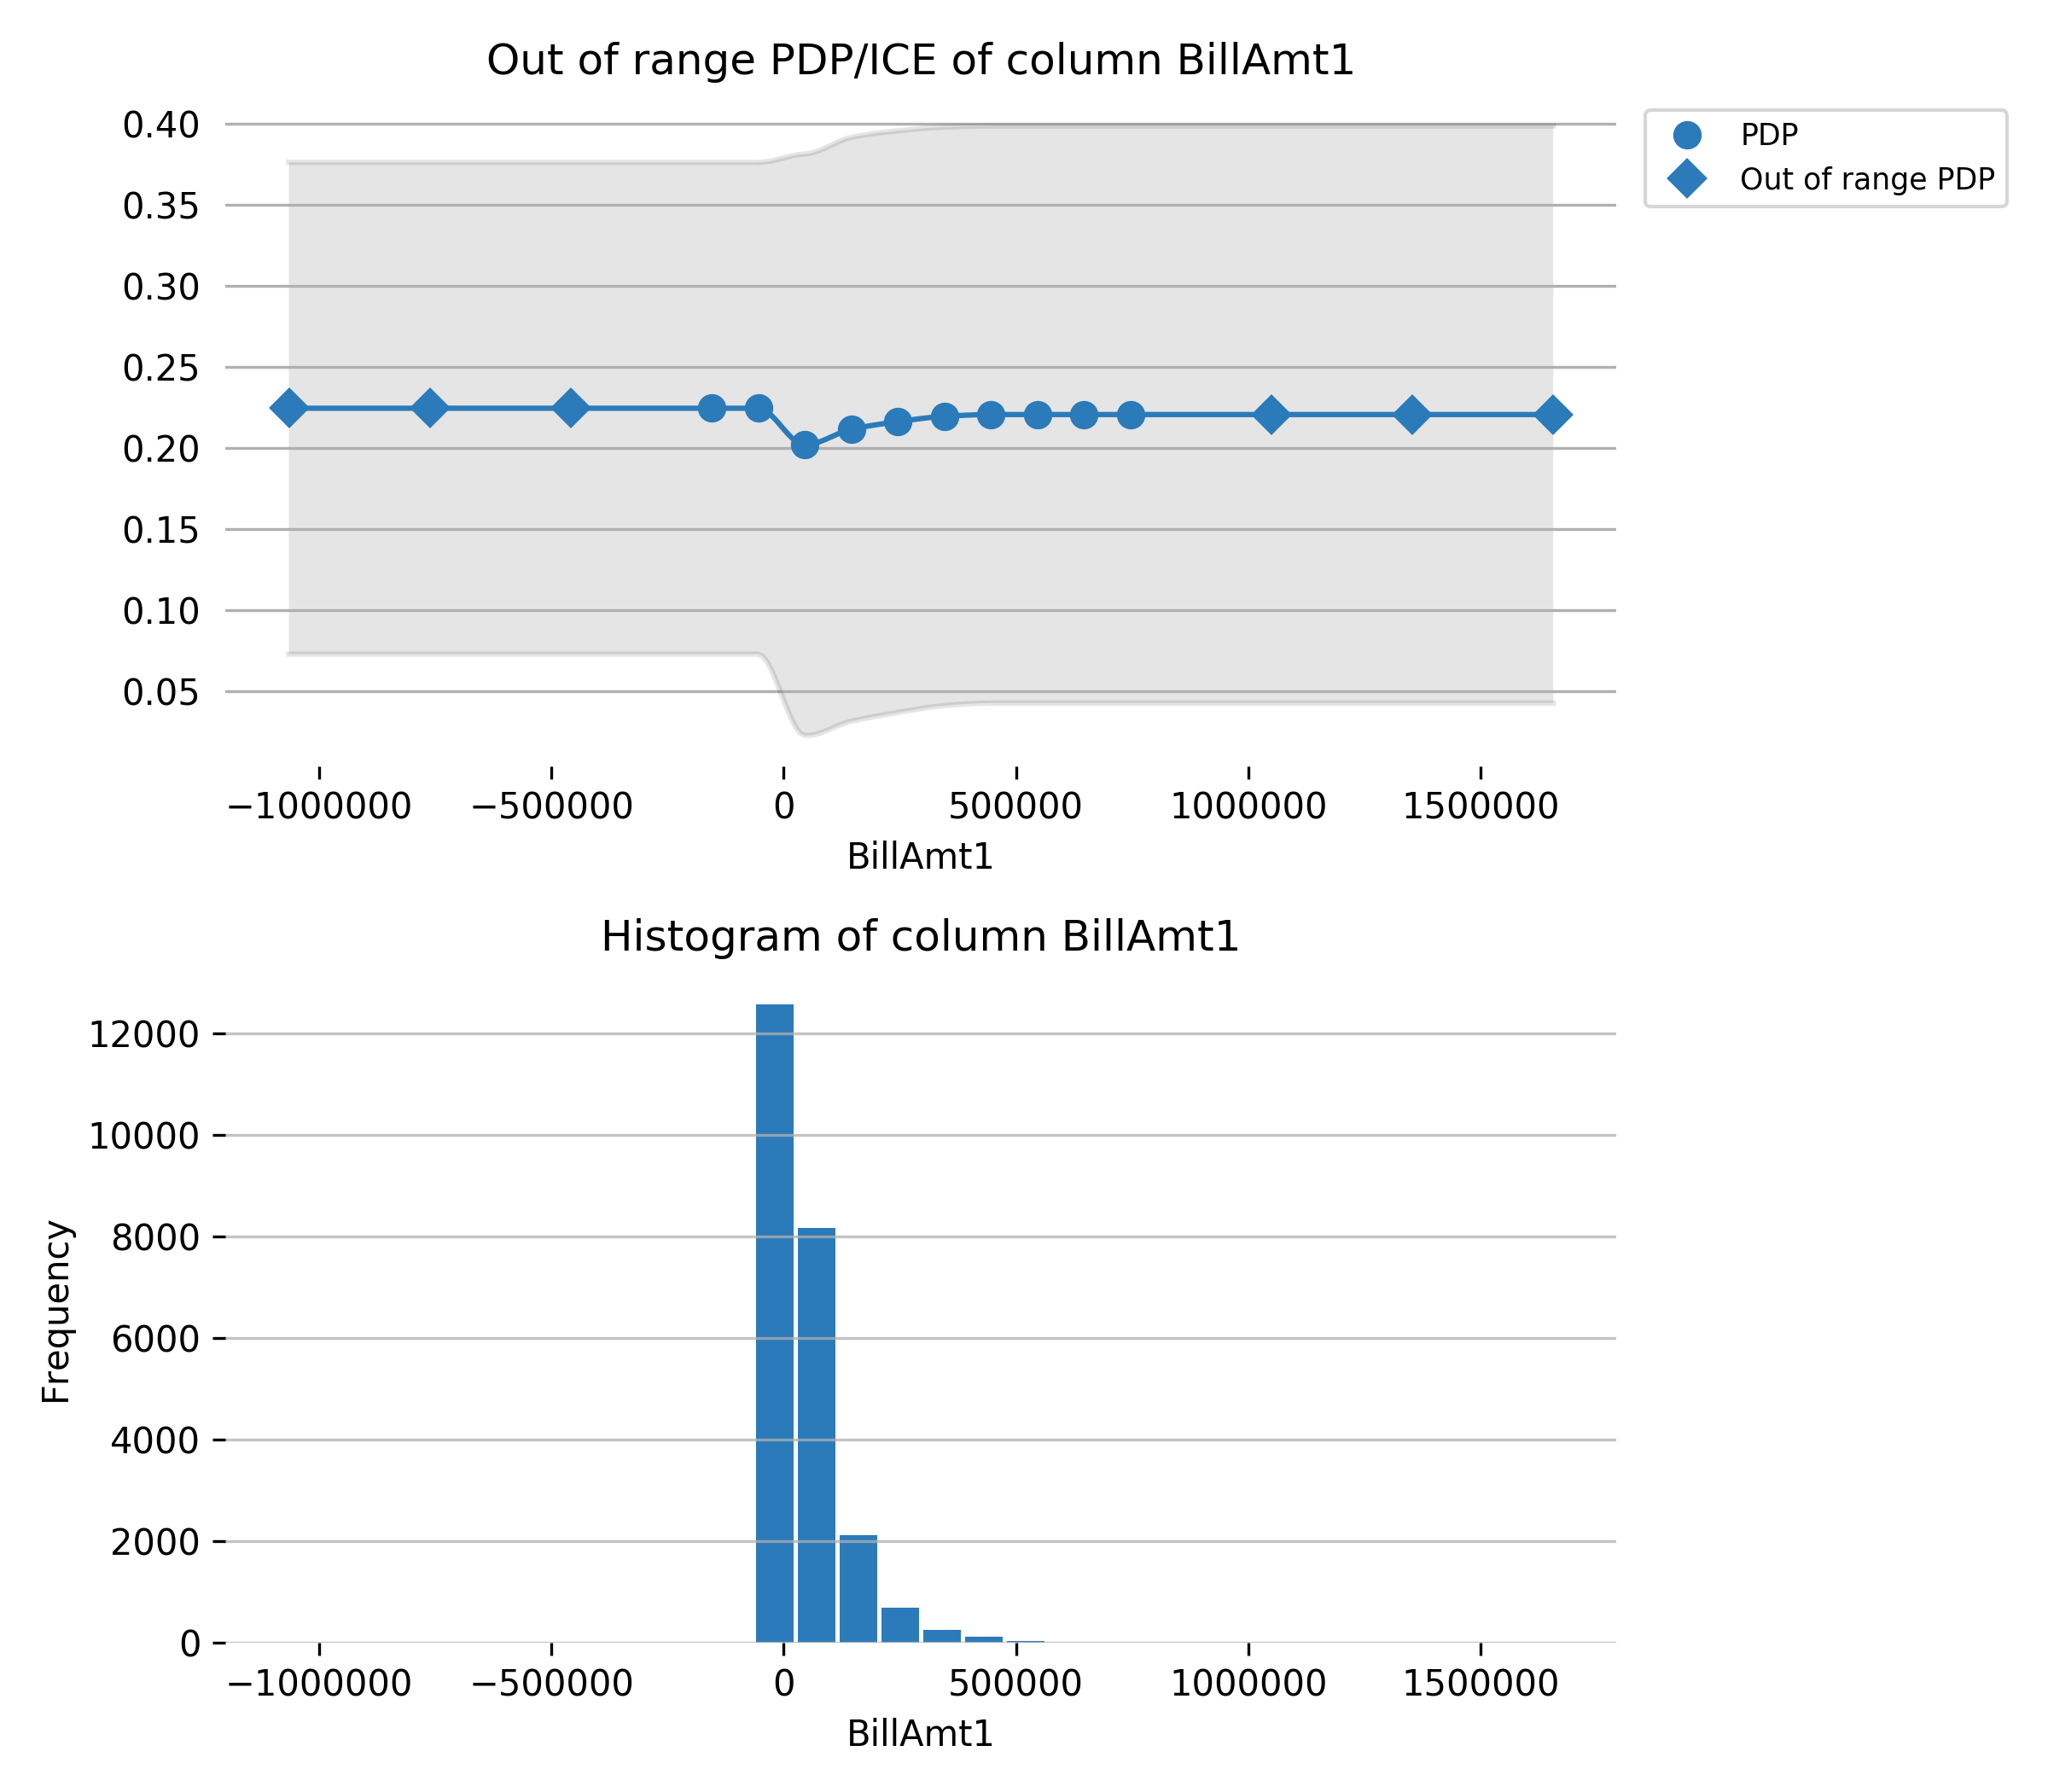 Out of range PDP/ICE of column BillAmt1
0.40
0.35
0.30
0.25
0.20
0.15
0.10
0.05
PDP
Out of range PDP
−1000000 −500000 0 500000 1000000 1500000
BillAmt1
Histogram of column BillAmt1
Frequency
12000
10000
8000
6000
4000
2000
0
−1000000 −500000 0 500000 1000000 1500000
BillAmt1